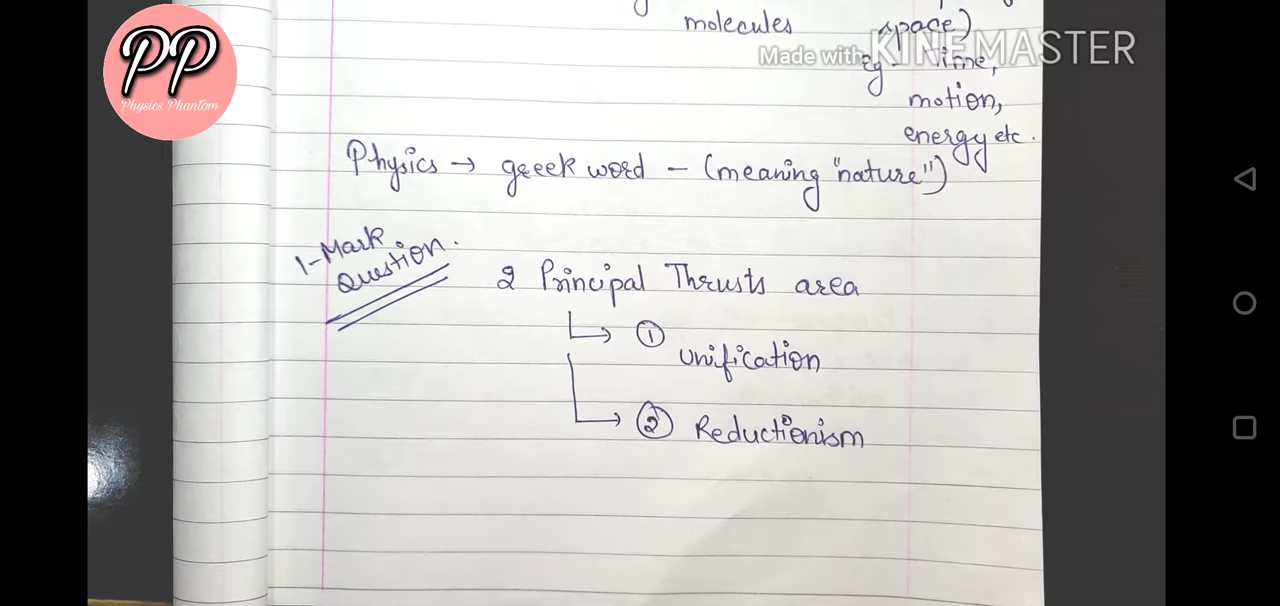 molecules space)
Made with KINEMASTER
eg - time,
motion,
energy etc.
PP
Physics Phantom
Physics → greek word - (meaning "nature")
1-Mark
Question.
2 Principal Thrusts area
① unification
② Reductionism